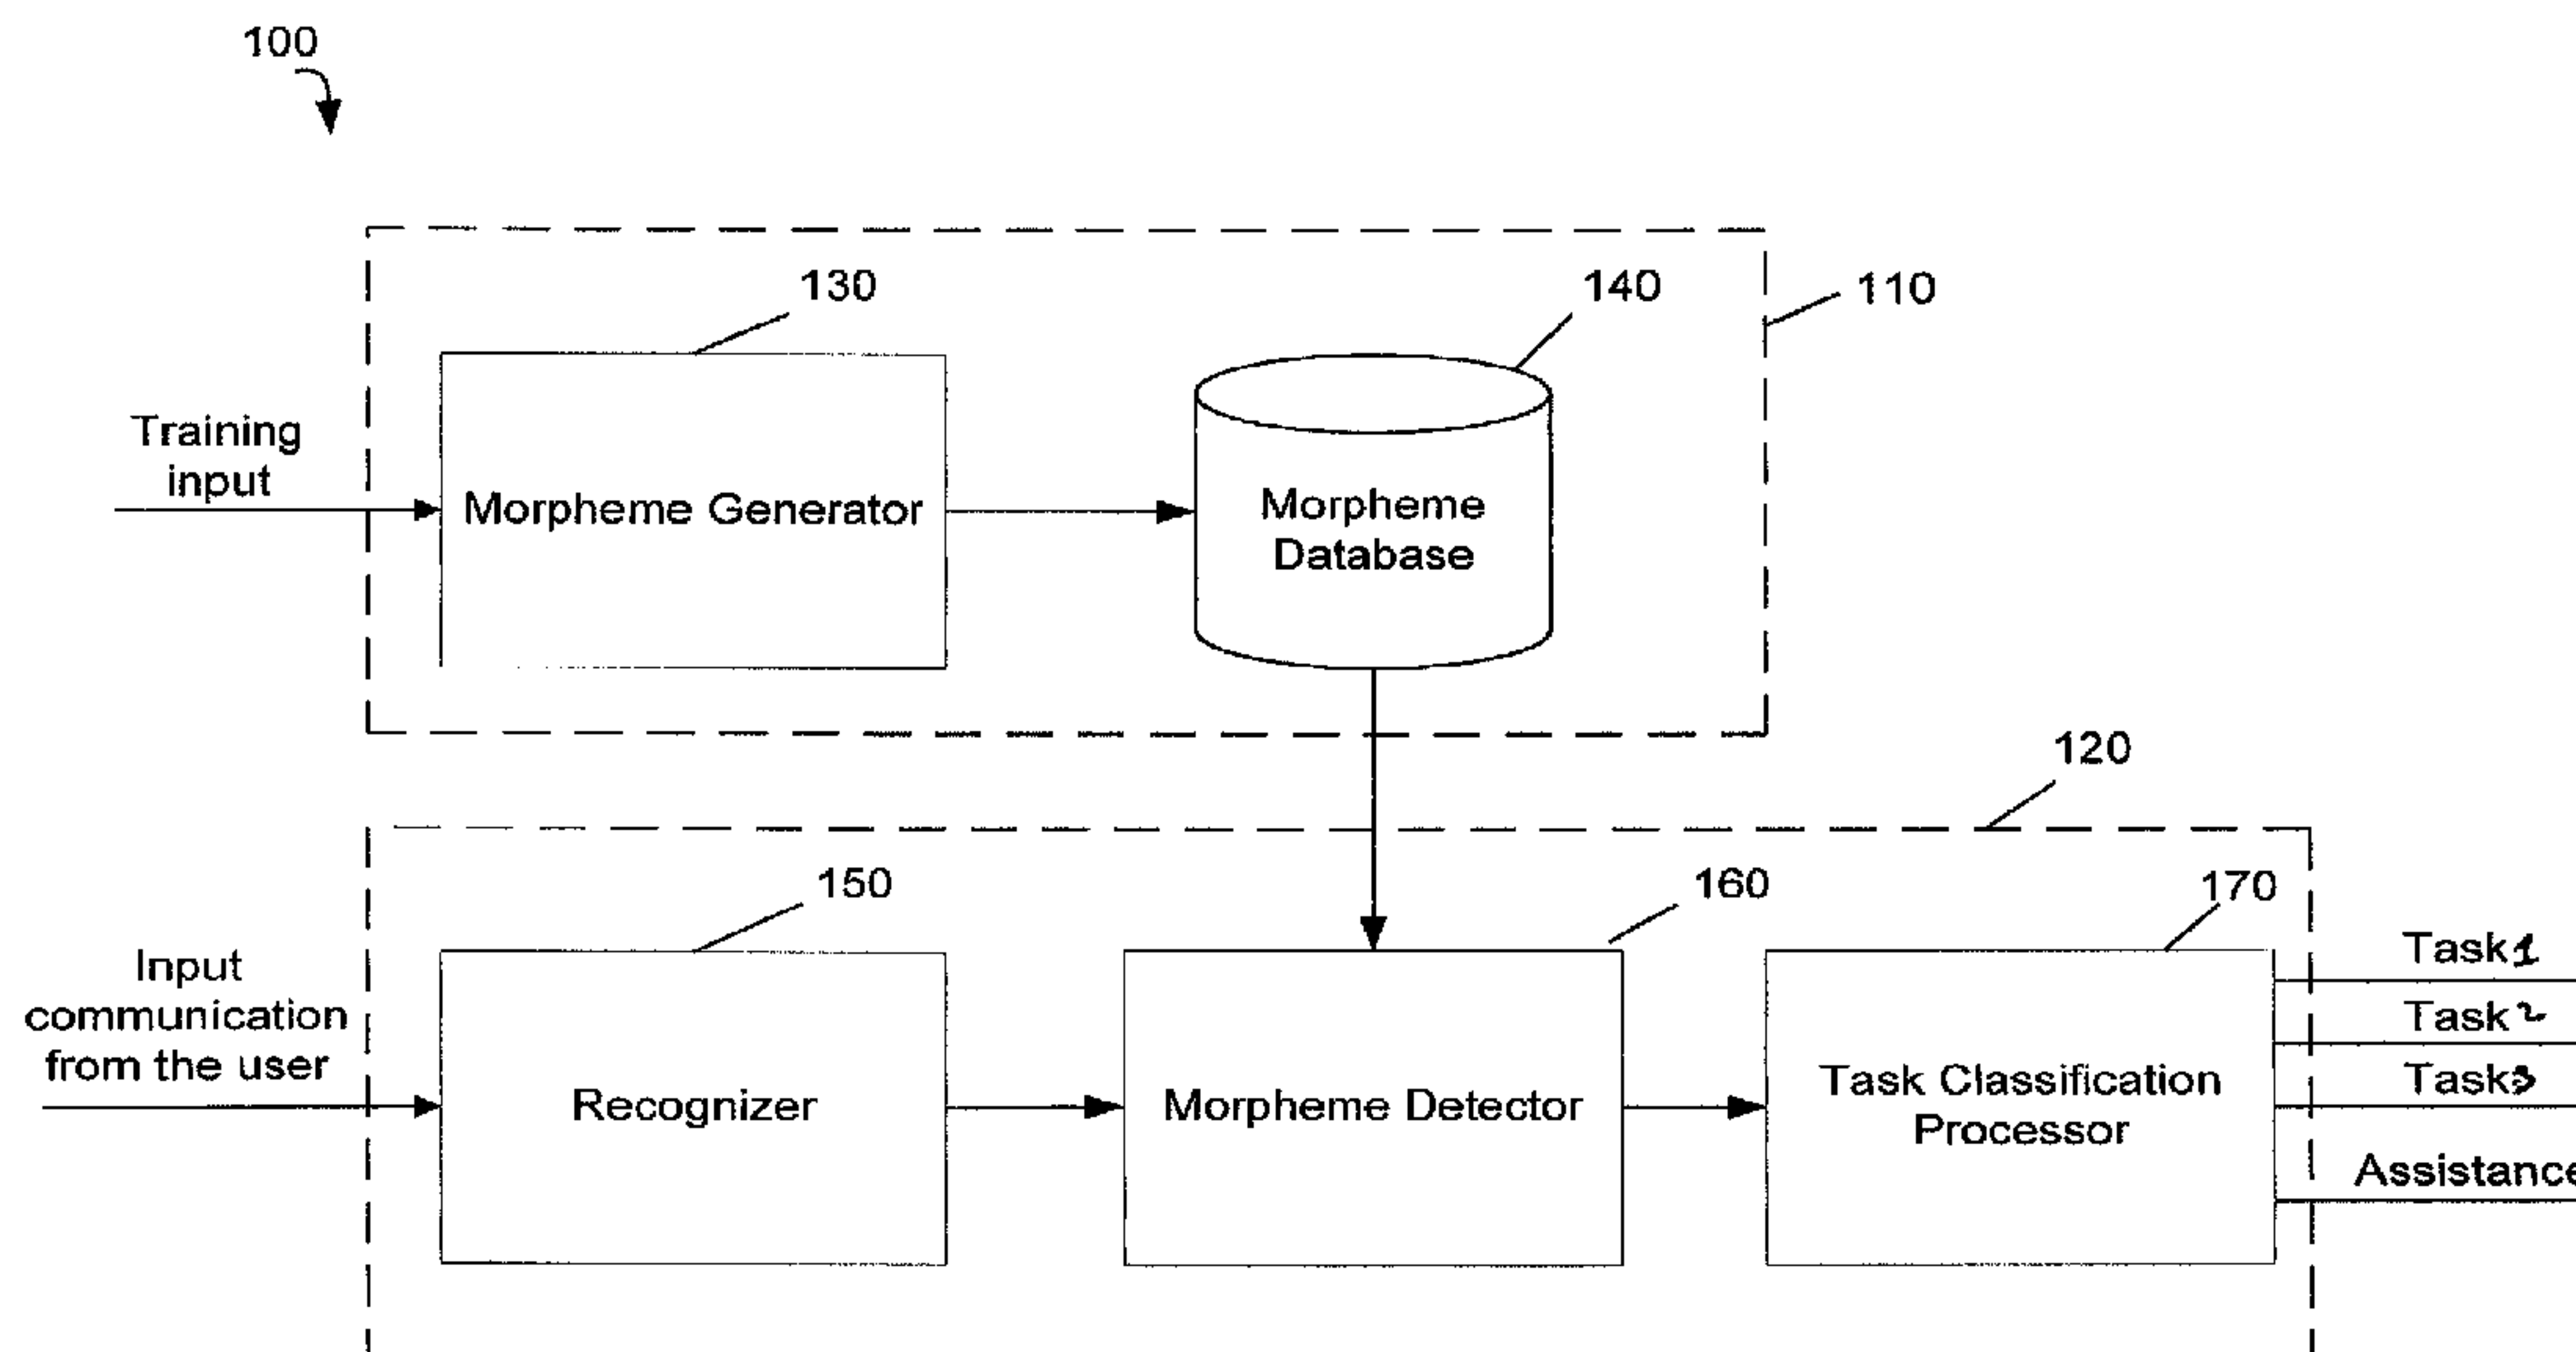 100
130
140
110
Training
input
Morpheme Generator
Morpheme
Database
120
150
160
170
Input
communication
from the user
Recognizer
Morpheme Detector
Task Classification
Processor
Task 1
Task 2
Task 3
Assistance